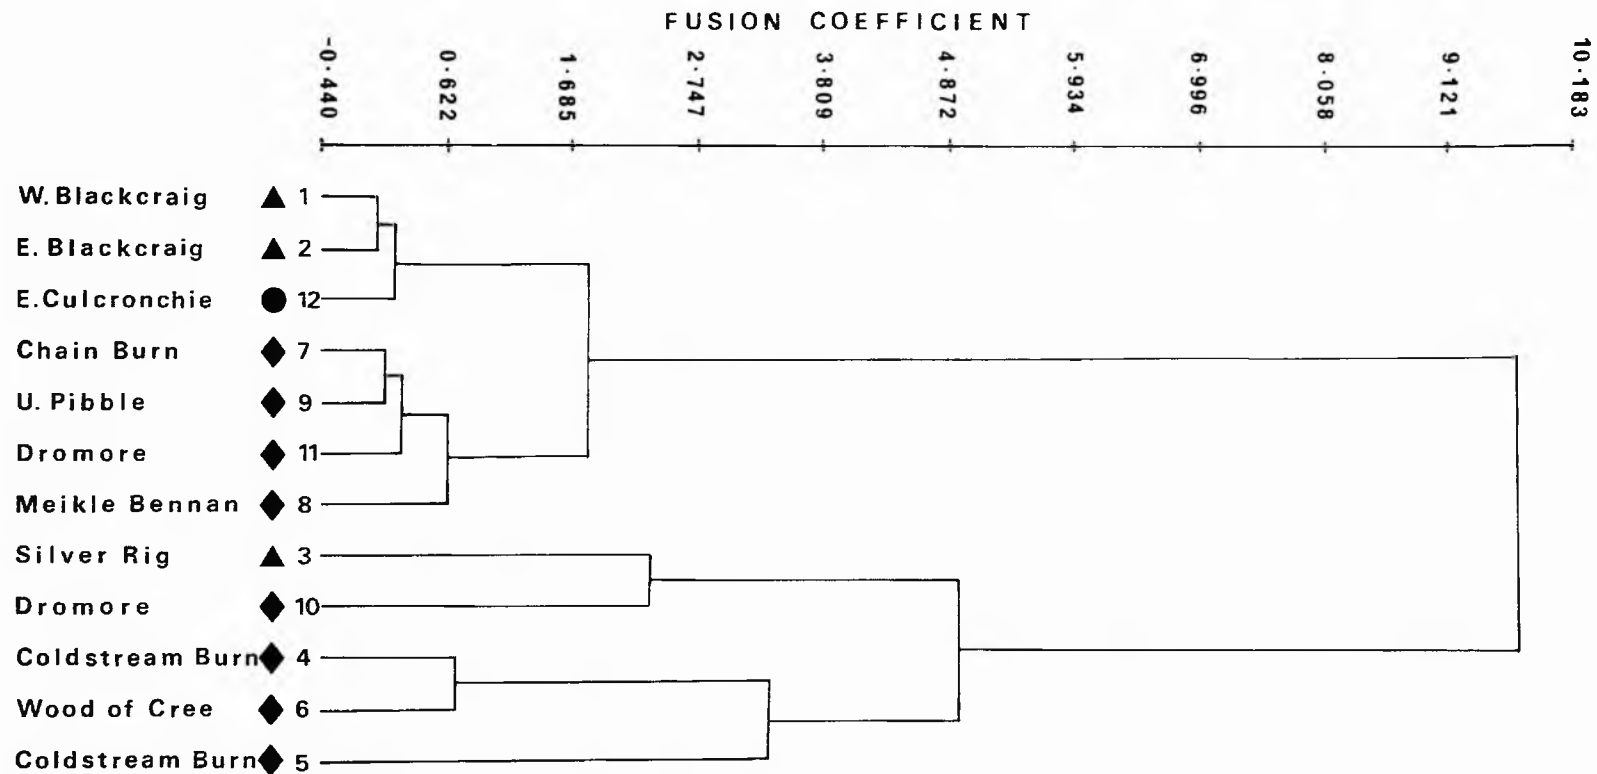 FUSION COEFFICIENT
-0·440 0·622 1·685 2·747 3·809 4·872 5·934 6·996 8·058 9·121 10·183
W. Blackcraig 1
E. Blackcraig 2
E. Culcronchie 12
Chain Burn 7
U. Pibble 9
Dromore 11
Meikle Bennan 8
Silver Rig 3
Dromore 10
Coldstream Burn 4
Wood of Cree 6
Coldstream Burn 5